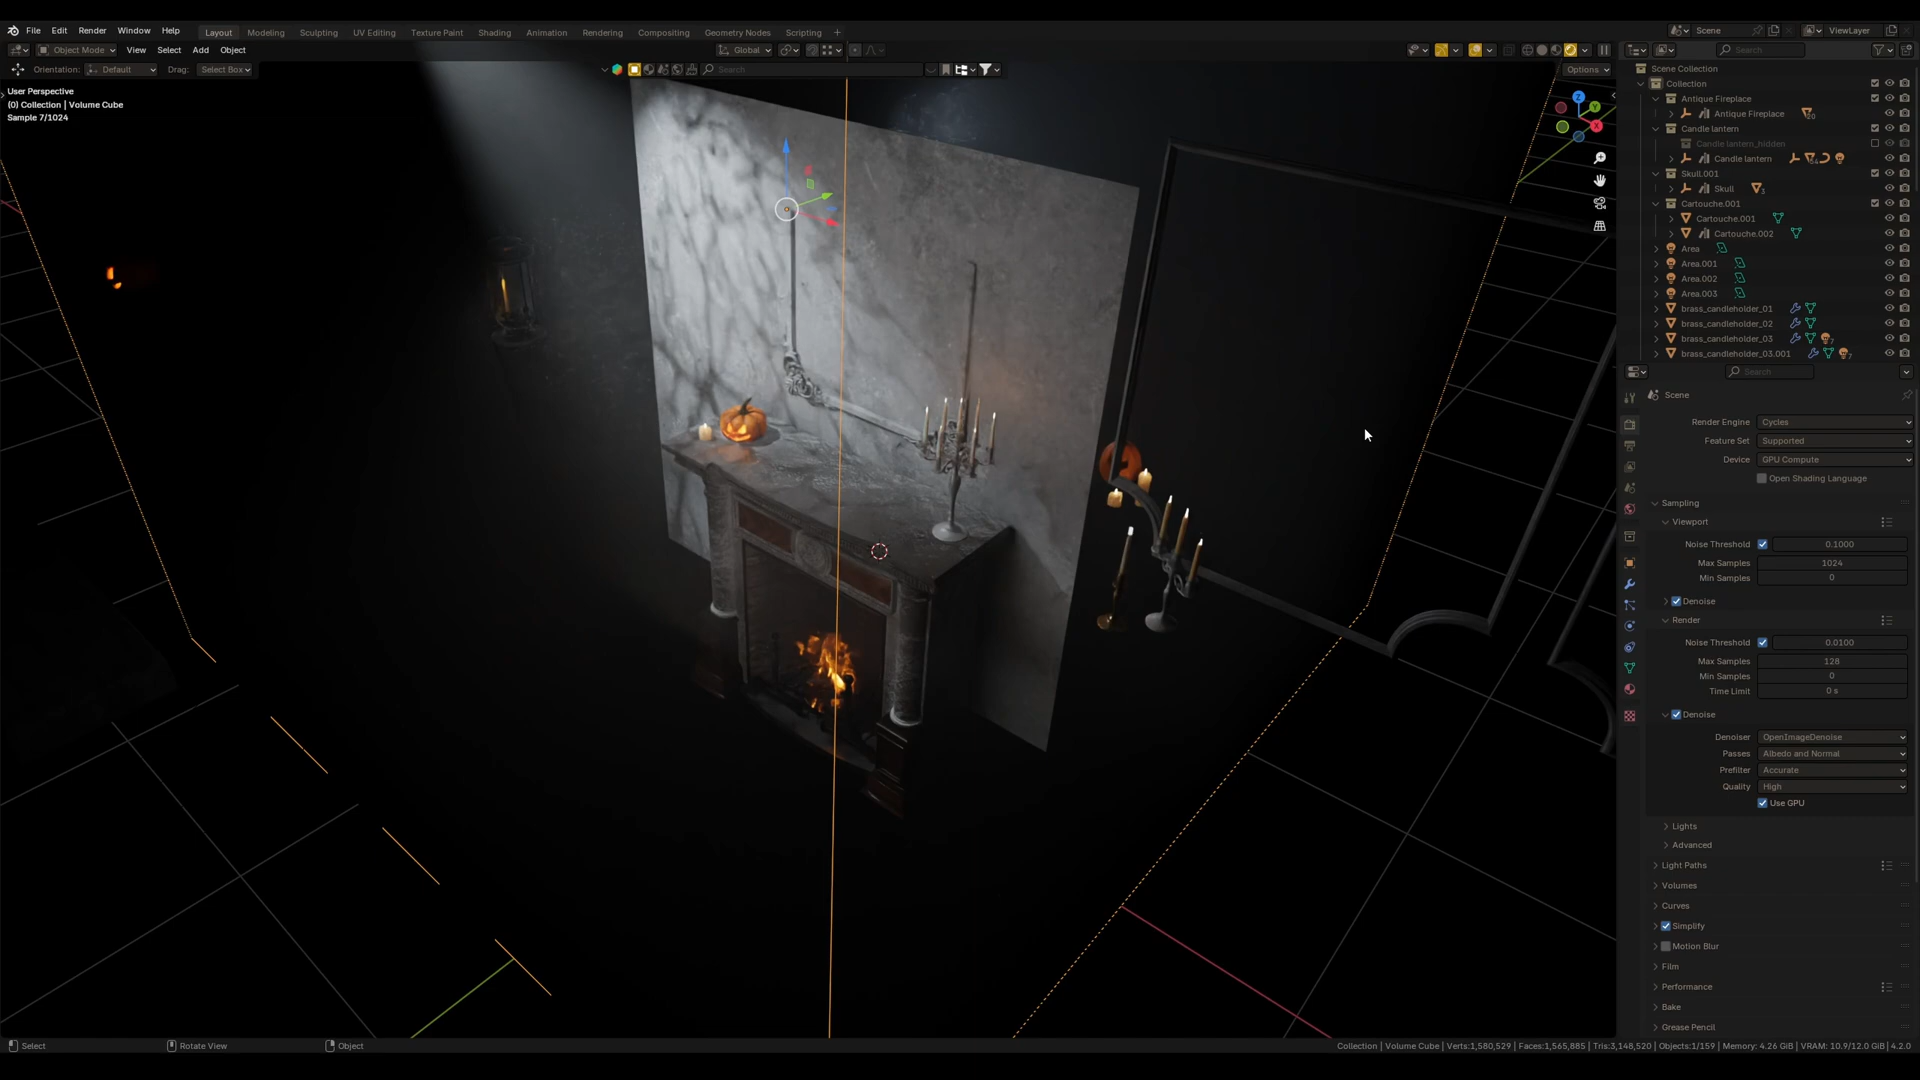 File Edit Render Window Help Layout Modeling Sculpting UV Editing Texture Paint Shading Animation Rendering Compositing Geometry Nodes Scripting + Scene ViewLayer
Object Mode View Select Add Object Global Search
Orientation: Default Drag: Select Box Search Options
User Perspective
(0) Collection | Volume Cube
Sample 7/1024
Z
Y
X
Scene Collection
Collection
Antique Fireplace
Antique Fireplace 20
Candle lantern
Candle lantern_hidden
Candle lantern
Skull.001
Skull 3
Cartouche.001
Cartouche.001
Cartouche.002
Area
Area.001
Area.002
Area.003
brass_candleholder_01
brass_candleholder_02
brass_candleholder_03 7
brass_candleholder_03.001 7
Search
Scene
Render Engine Cycles
Feature Set Supported
Device GPU Compute
Open Shading Language
Sampling
Viewport
Noise Threshold 0.1000
Max Samples 1024
Min Samples 0
Denoise
Render
Noise Threshold 0.0100
Max Samples 128
Min Samples 0
Time Limit 0 s
Denoise
Denoiser OpenImageDenoise
Passes Albedo and Normal
Prefilter Accurate
Quality High
Use GPU
Lights
Advanced
Light Paths
Volumes
Curves
Simplify
Motion Blur
Film
Performance
Bake
Grease Pencil
Select Rotate View Object Collection | Volume Cube | Verts:1,580,529 | Faces:1,565,885 | Tris:3,148,520 | Objects:1/159 | Memory: 4.26 GiB | VRAM: 10.9/12.0 GiB | 4.2.0